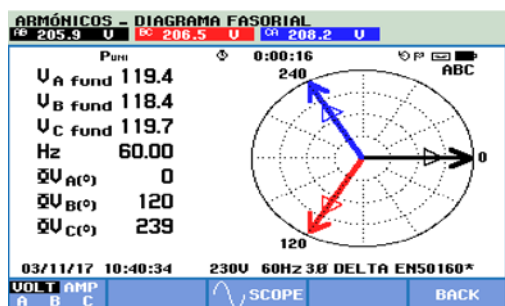 ARMÓNICOS – DIAGRAMA FASORIAL
AB 205.9 V BC 206.5 V CA 208.2 V
PUNI 0:00:16
ABC
240
VA fund 119.4
VB fund 118.4
VC fund 119.7
Hz 60.00
0
ΦVA(°) 0
ΦVB(°) 120
ΦVC(°) 239
120
03/11/17 10:40:34 230V 60Hz 3Ø DELTA EN50160*
VOLT AMP
A B C
SCOPE
BACK